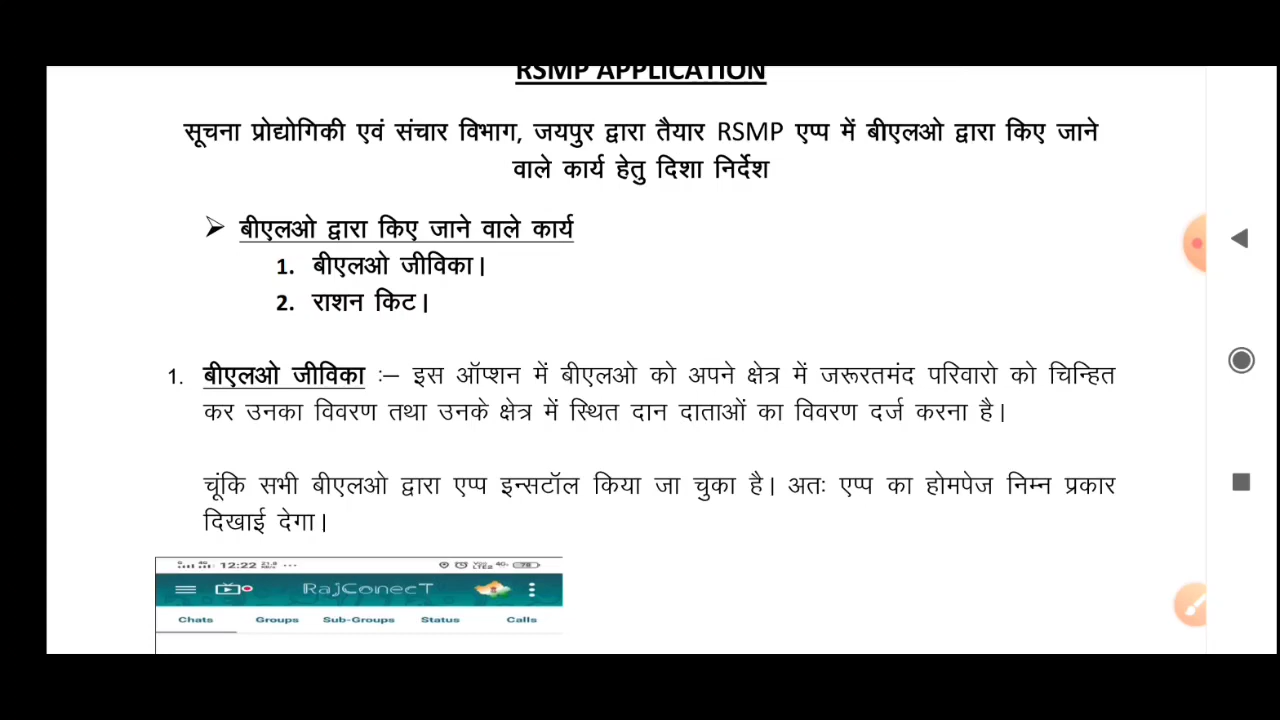 RSMP APPLICATION
सूचना प्रोद्योगिकी एवं संचार विभाग, जयपुर द्वारा तैयार RSMP एप्प में बीएलओ द्वारा किए जाने
वाले कार्य हेतु दिशा निर्देश
➢ बीएलओ द्वारा किए जाने वाले कार्य
1. बीएलओ जीविका।
2. राशन किट।
1. बीएलओ जीविका :– इस ऑप्शन में बीएलओ को अपने क्षेत्र में जरूरतमंद परिवारो को चिन्हित
कर उनका विवरण तथा उनके क्षेत्र में स्थित दान दाताओं का विवरण दर्ज करना है।
चूंकि सभी बीएलओ द्वारा एप्प इन्सटॉल किया जा चुका है। अतः एप्प का होमपेज निम्न प्रकार
दिखाई देगा।
12:22
RajConecT
Chats Groups Sub-Groups Status Calls